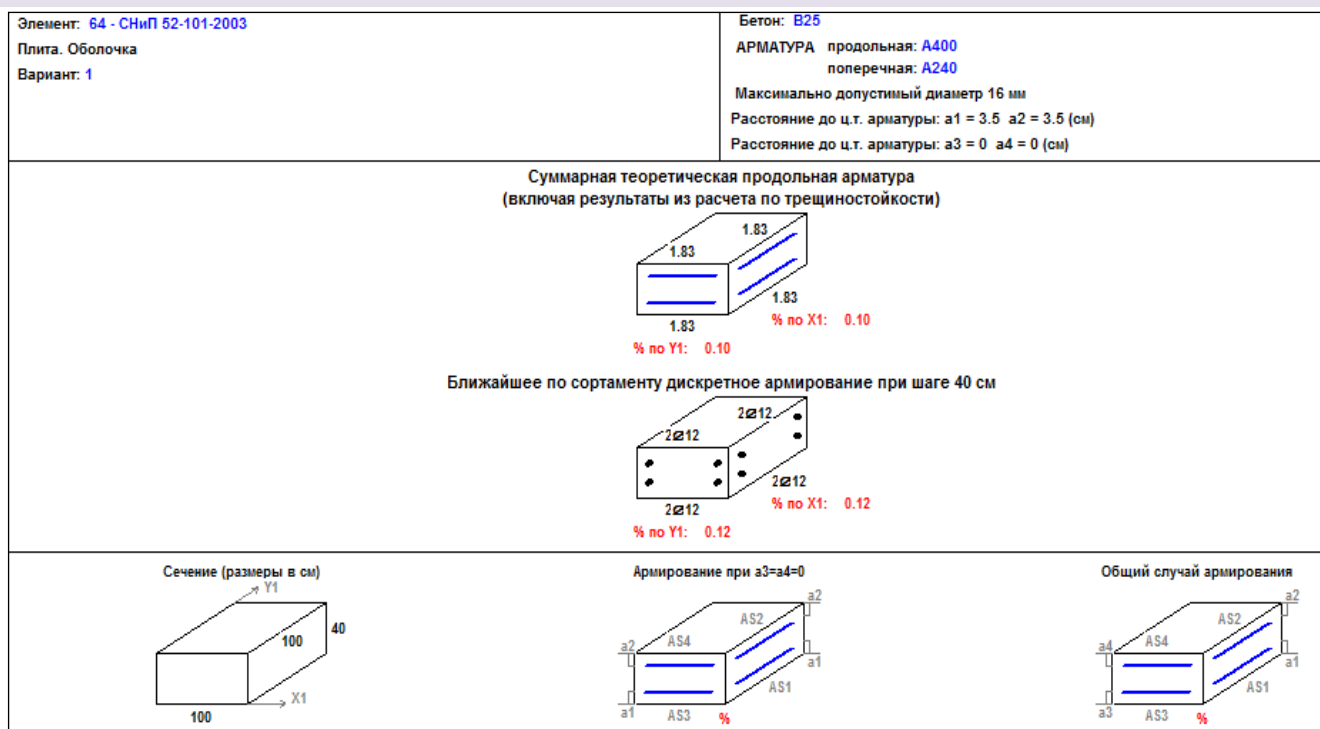 Элемент: 64 - СНиП 52-101-2003
Плита. Оболочка
Вариант: 1
Бетон: B25
АРМАТУРА продольная: A400
поперечная: A240
Максимально допустимый диаметр 16 мм
Расстояние до ц.т. арматуры: a1 = 3.5 a2 = 3.5 (см)
Расстояние до ц.т. арматуры: a3 = 0 a4 = 0 (см)
Суммарная теоретическая продольная арматура
(включая результаты из расчета по трещиностойкости)
1.83
1.83
1.83
1.83
% по X1: 0.10
% по Y1: 0.10
Ближайшее по сортаменту дискретное армирование при шаге 40 см
2⌀12
2⌀12
2⌀12
2⌀12
% по X1: 0.12
% по Y1: 0.12
Сечение (размеры в см)
Y1
40
100
X1
100
Армирование при a3=a4=0
a2
AS2
AS4
a2
a1
AS1
a1
AS3
%
Общий случай армирования
a2
AS2
AS4
a4
a1
AS1
a3
AS3
%